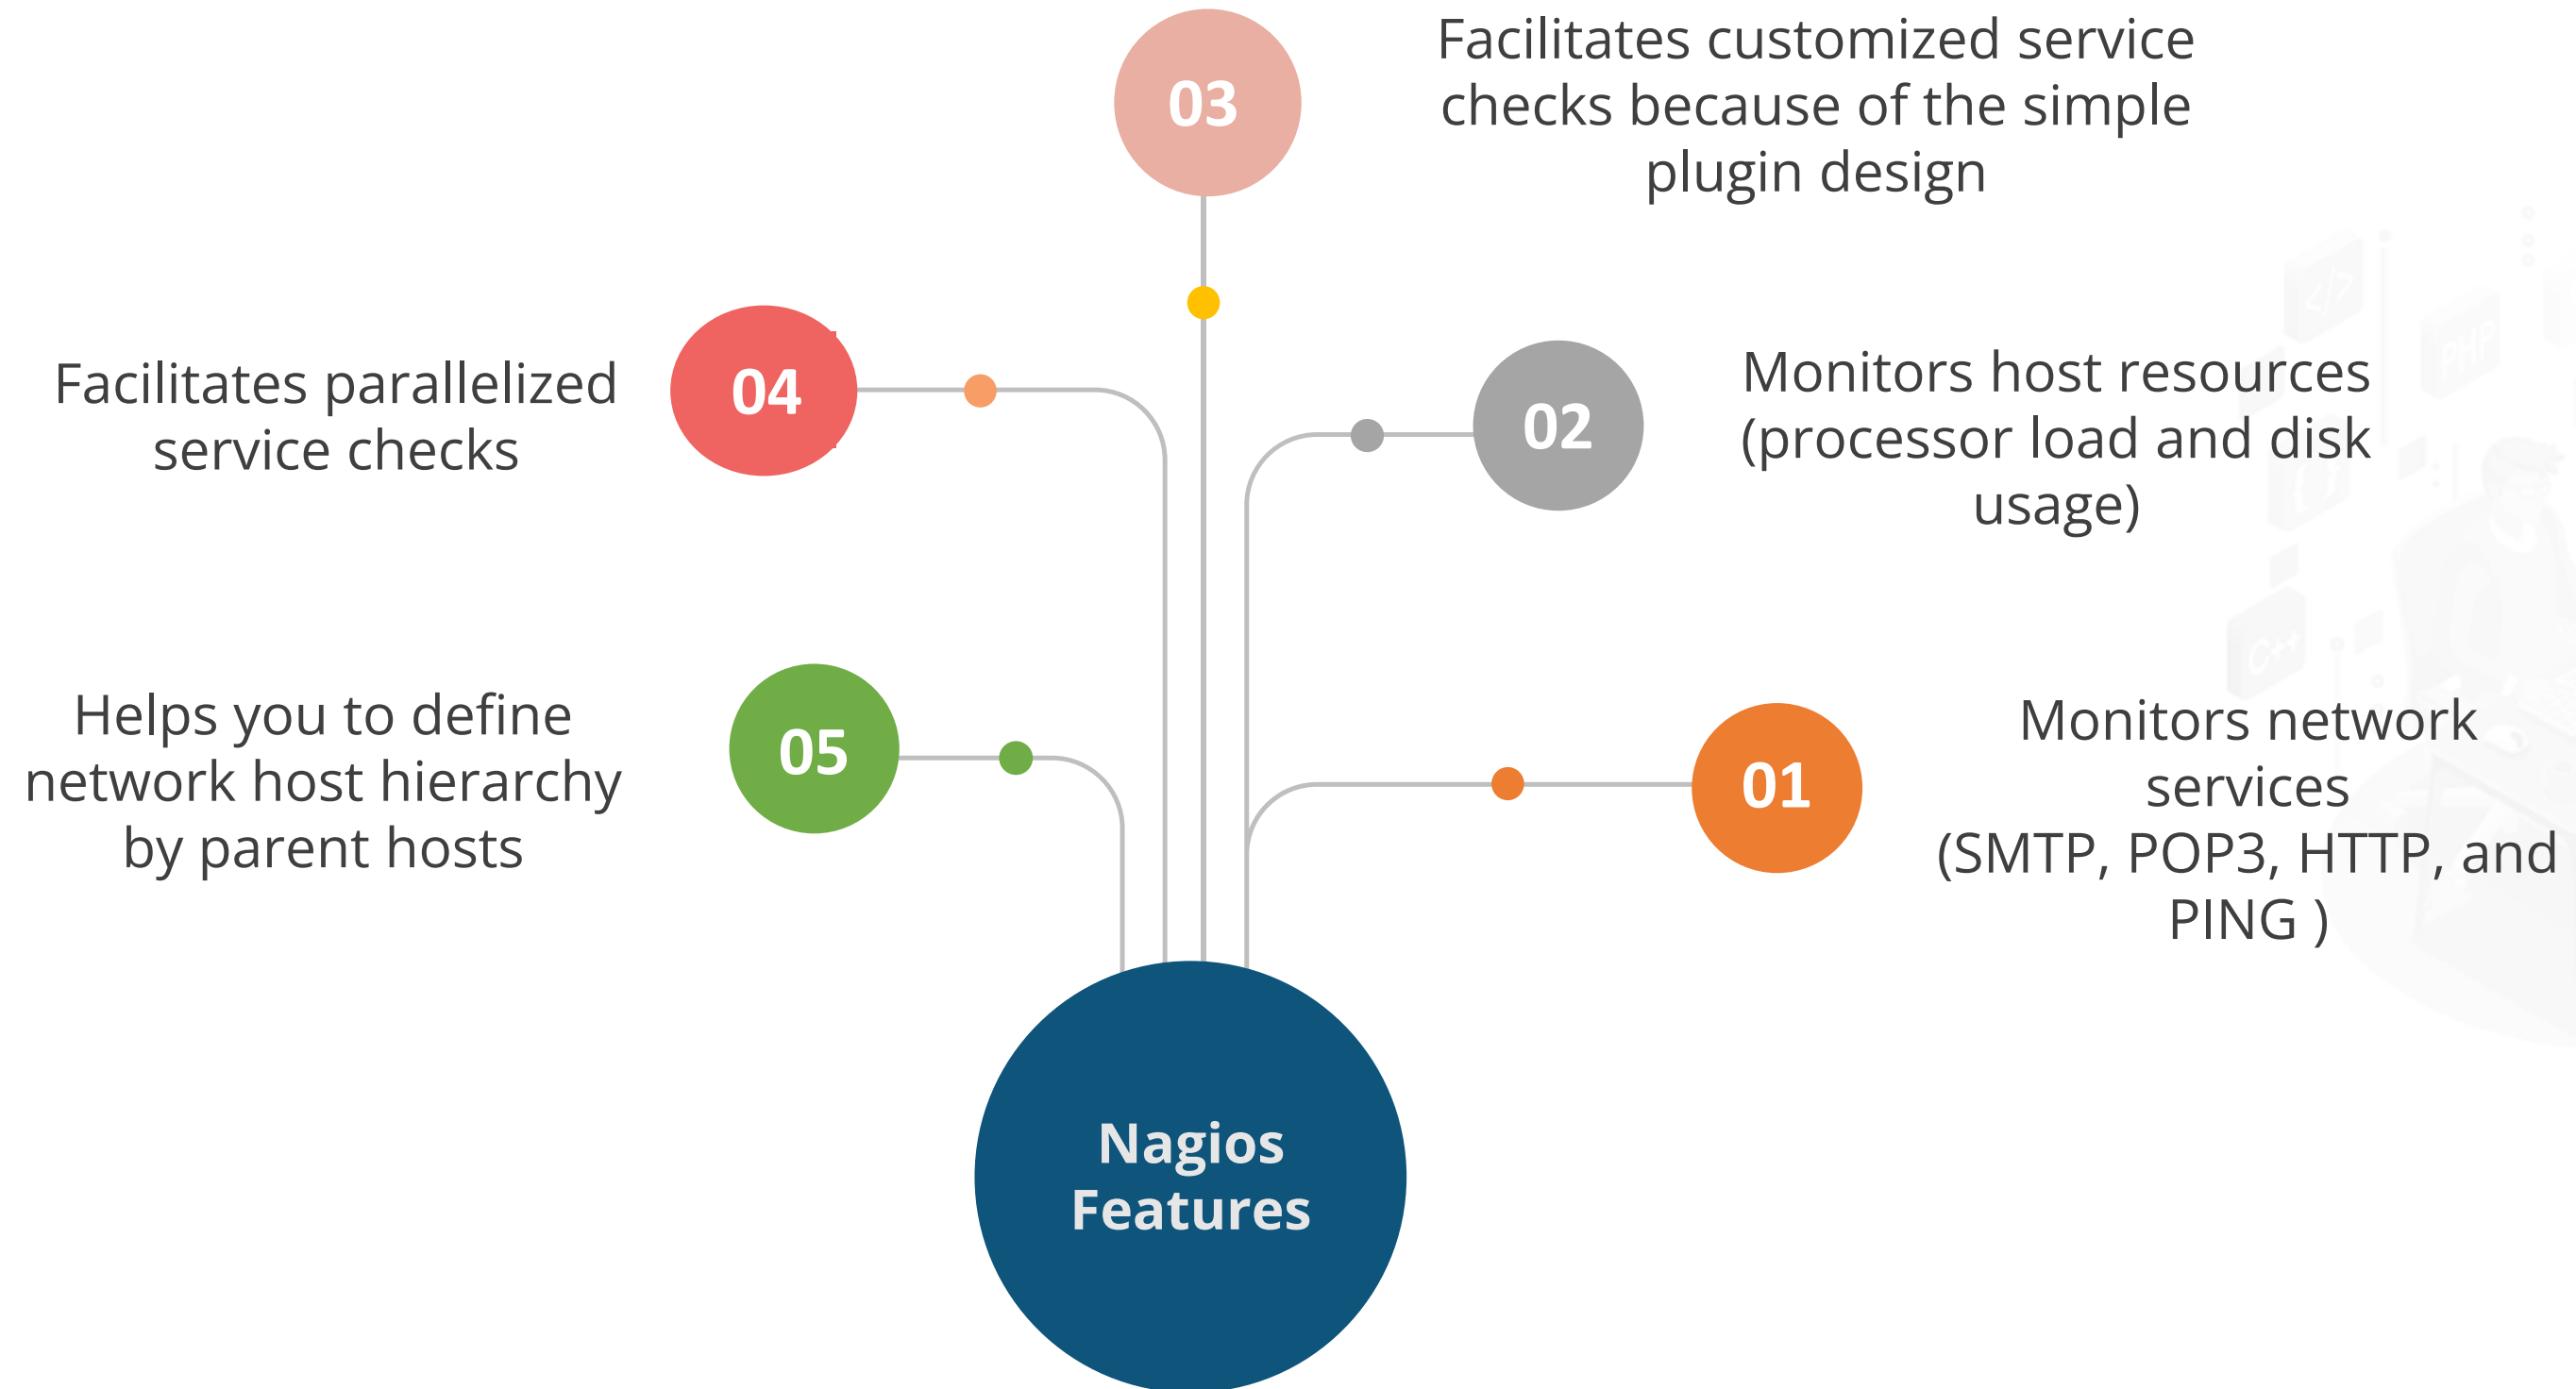 03
Facilitates customized service
checks because of the simple
plugin design
04
Facilitates parallelized
service checks
02
Monitors host resources
(processor load and disk
usage)
05
Helps you to define
network host hierarchy
by parent hosts
01
Monitors network
services
(SMTP, POP3, HTTP, and
PING )
Nagios
Features
</>
PHP
{ }
C++